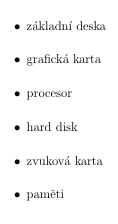 • základní deska
• grafická karta
• procesor
• hard disk
• zvuková karta
• paměti